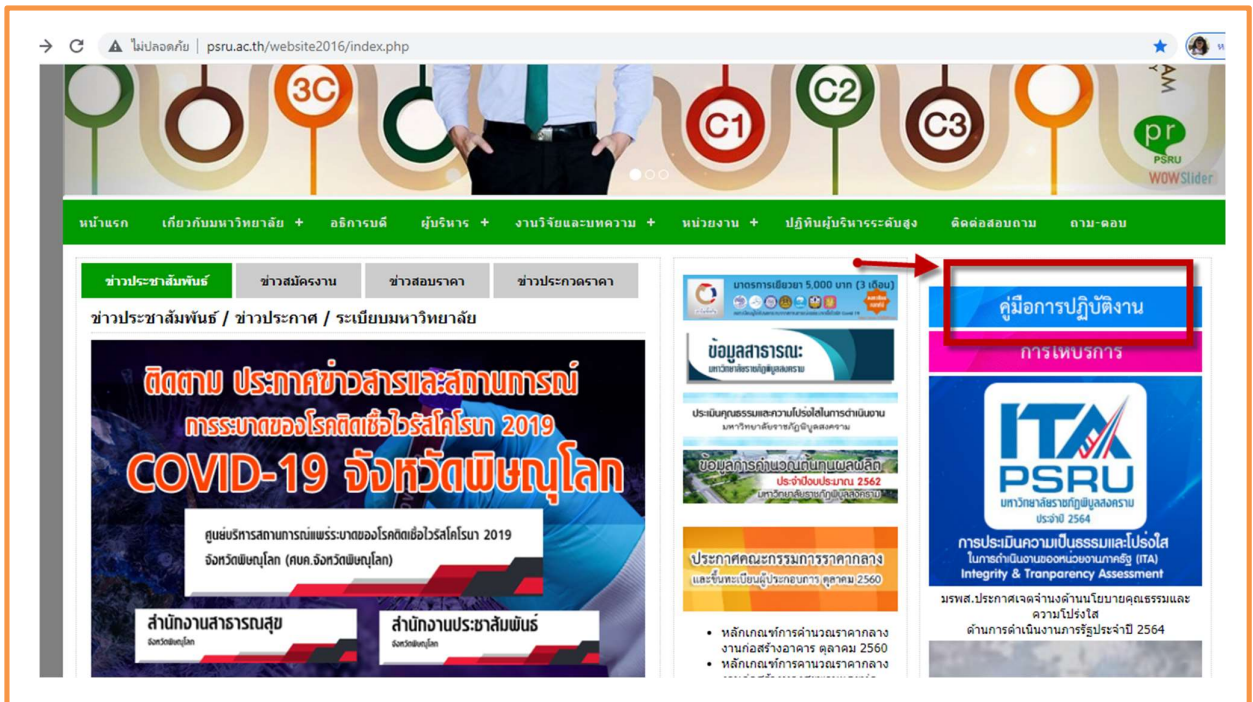 ไม่ปลอดภัย | psru.ac.th/website2016/index.php
3C
C1
C2
C3
pr
PSRU
WOWSlider
หน้าแรก เกี่ยวกับมหาวิทยาลัย + อธิการบดี ผู้บริหาร + งานวิจัยและบทความ + หน่วยงาน + ปฏิทินผู้บริหารระดับสูง ติดต่อสอบถาม ถาม-ตอบ
ข่าวประชาสัมพันธ์ ข่าวสมัครงาน ข่าวสอบราคา ข่าวประกวดราคา
ข่าวประชาสัมพันธ์ / ข่าวประกาศ / ระเบียบมหาวิทยาลัย
ติดตาม ประกาศข่าวสารและสถานการณ์
การระบาดของโรคติดเชื้อไวรัสโคโรนา 2019
COVID-19 จังหวัดพิษณุโลก
ศูนย์บริหารสถานการณ์แพร่ระบาดของโรคติดเชื้อไวรัสโคโรนา 2019
จังหวัดพิษณุโลก (ศบค.จังหวัดพิษณุโลก)
สำนักงานสาธารณสุข
จังหวัดพิษณุโลก
สำนักงานประชาสัมพันธ์
จังหวัดพิษณุโลก
มาตรการเยียวยา 5,000 บาท (3 เดือน)
ข้อมูลสาธารณะ
มหาวิทยาลัยราชภัฏพิบูลสงคราม
ประเมินคุณธรรมและความโปร่งใสในการดำเนินงาน
มหาวิทยาลัยราชภัฏพิบูลสงคราม
ข้อมูลการคำนวณต้นทุนผลผลิต
ประจำปีงบประมาณ 2562
มหาวิทยาลัยราชภัฏพิบูลสงคราม
ประกาศคณะกรรมการราคากลาง
และขึ้นทะเบียนผู้ประกอบการ ตุลาคม 2560
• หลักเกณฑ์การคำนวณราคากลาง
งานก่อสร้างอาคาร ตุลาคม 2560
• หลักเกณฑ์การคำนวณราคากลาง
คู่มือการปฏิบัติงาน
การให้บริการ
ITA
PSRU
มหาวิทยาลัยราชภัฏพิบูลสงคราม
ประจำปี 2564
การประเมินความเป็นธรรมและโปร่งใส
ในการดำเนินงานของหน่วยงานภาครัฐ (ITA)
Integrity & Tranparency Assessment
มรพส.ประกาศเจตจำนงด้านนโยบายคุณธรรมและ
ความโปร่งใส
ด้านการดำเนินงานภารรัฐประจำปี 2564